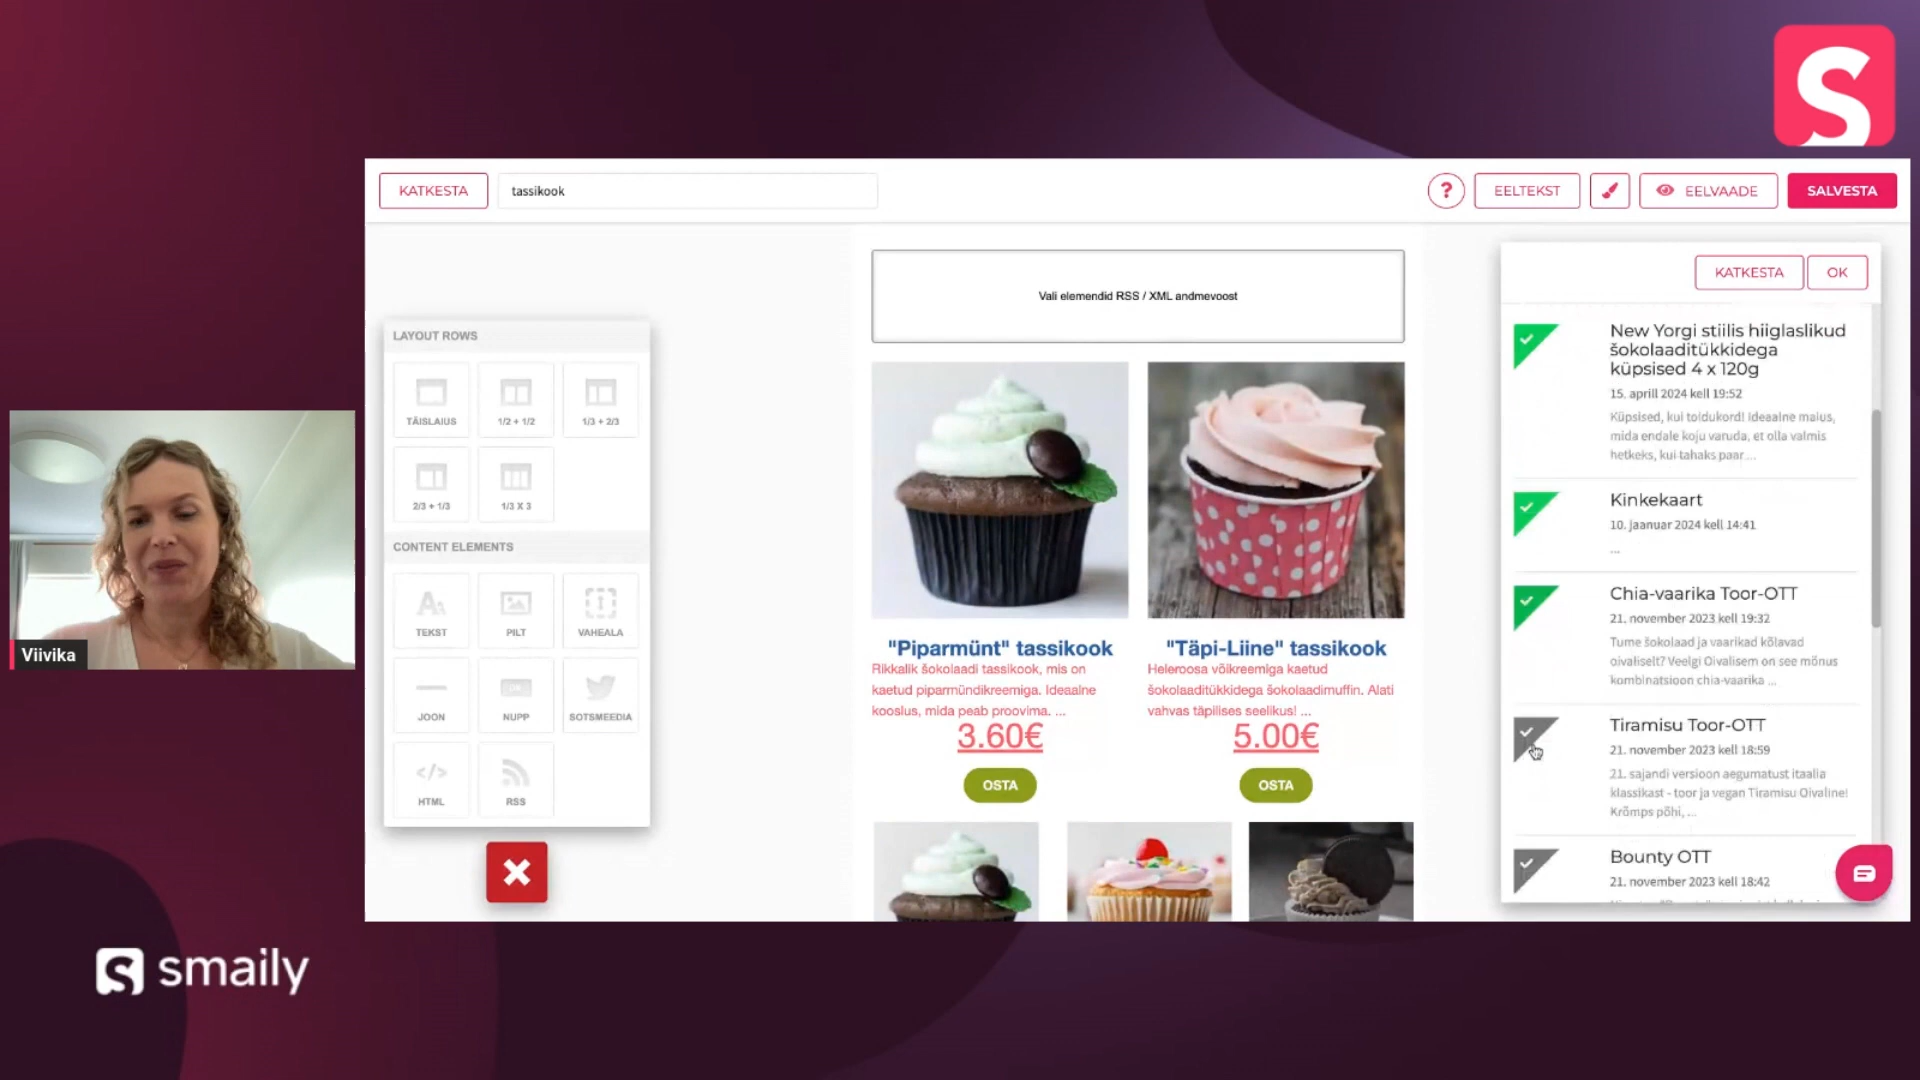 KATKESTA
tassikook
?
EELTEKST
EELVAADE
SALVESTA
LAYOUT ROWS
TÄISLAIUS
1/2 + 1/2
1/3 + 2/3
2/3 + 1/3
1/3 X 3
CONTENT ELEMENTS
TEKST
PILT
VAHEALA
JOON
NUPP
SOTSMEEDIA
HTML
RSS
Vali elemendid RSS / XML andmevoost
"Piparmünt" tassikook
Rikkalik šokolaadi tassikook, mis on
kaetud piparmündikreemiga. Ideaalne
kooslus, mida peab proovima. ...
3.60€
OSTA
"Täpi-Liine" tassikook
Heleroosa võikreemiga kaetud
šokolaaditükkidega šokolaadimuffin. Alati
vahvas täpilises seelikus! ...
5.00€
OSTA
KATKESTA
OK
New Yorgi stiilis hiiglaslikud
šokolaaditükkidega
küpsised 4 x 120g
15. aprill 2024 kell 19:52
Küpsised, kui toidukord! Ideaalne maius,
mida endale koju varuda, et olla valmis
hetkeks, kui tahaks paar ...
Kinkekaart
10. jaanuar 2024 kell 14:41
...
Chia-vaarika Toor-OTT
21. november 2023 kell 19:32
Tume šokolaad ja vaarikad kõlavad
oivaliselt? Veelgi Oivalisem on see mõnus
kombinatsioon chia-vaarika ...
Tiramisu Toor-OTT
21. november 2023 kell 18:59
21. sajandi versioon aegumatust itaalia
klassikast - toor ja vegan Tiramisu Oivaline!
Krõmps põhi, ...
Bounty OTT
21. november 2023 kell 18:42
Viivika
smaily